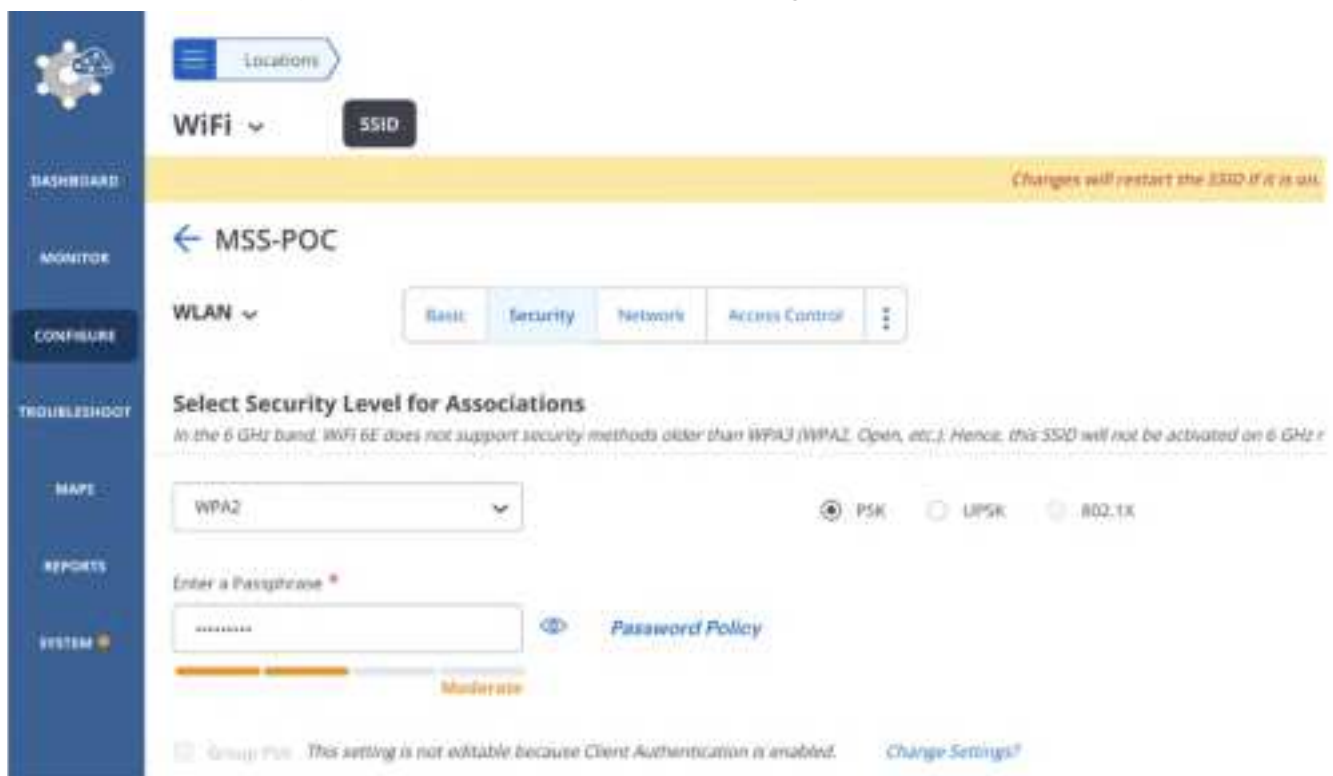 Locations
WiFi
SSID
Changes will restart the SSID if it is on.
DASHBOARD
MSS-POC
MONITOR
WLAN
Basic
Security
Network
Access Control
CONFIGURE
TROUBLESHOOT
Select Security Level for Associations
In the 6 GHz band, WiFi 6E does not support security methods older than WPA3 (WPA2, Open, etc.). Hence, this SSID will not be activated on 6 GHz r
MAPS
WPA2
PSK
UPSK
802.1X
REPORTS
Enter a Passphrase *
Password Policy
SYSTEM
Moderate
Group PSK
This setting is not editable because Client Authentication is enabled.
Change Settings?